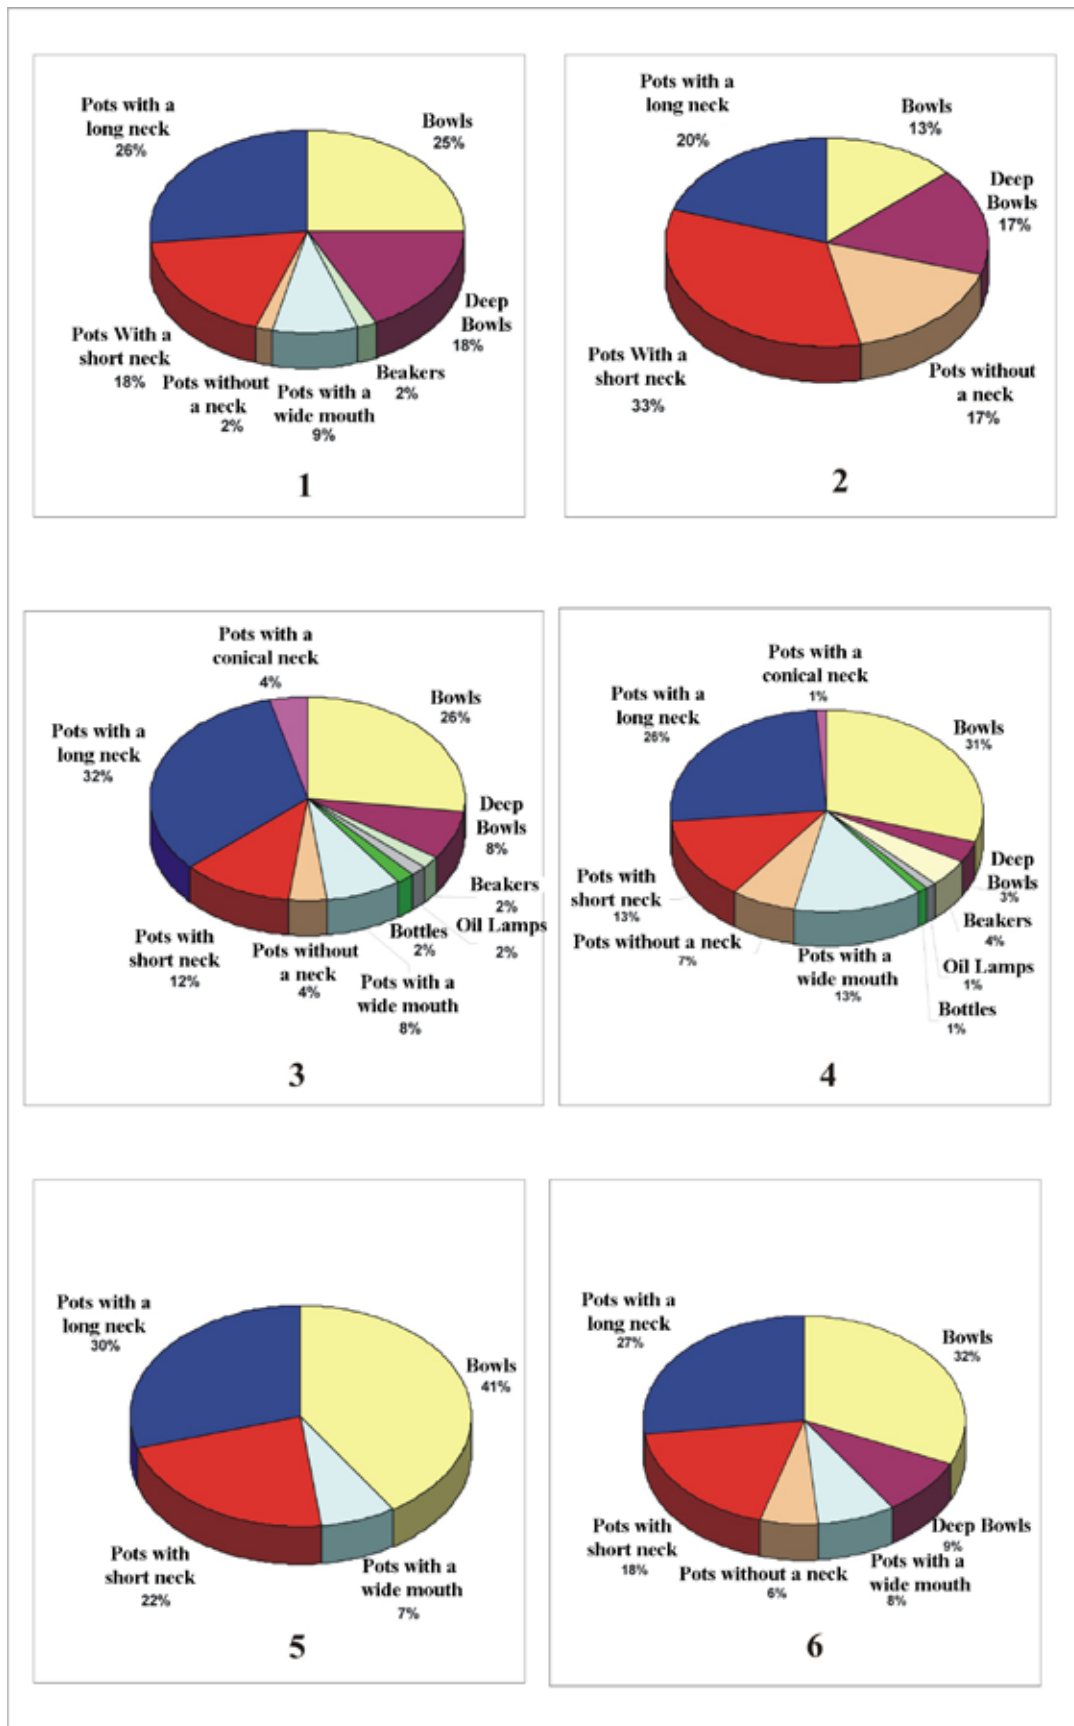 Pots with a
long neck
26%
Bowls
25%
Deep
Bowls
18%
Beakers
2%
Pots with a
wide mouth
9%
Pots without
a neck
2%
Pots With a
short neck
18%
1
Pots with a
long neck
20%
Bowls
13%
Deep
Bowls
17%
Pots without
a neck
17%
Pots With a
short neck
33%
2
Pots with a
conical neck
4%
Bowls
26%
Pots with a
long neck
32%
Deep
Bowls
8%
Beakers
2%
Oil Lamps
2%
Bottles
2%
Pots with a
wide mouth
8%
Pots without
a neck
4%
Pots with
short neck
12%
3
Pots with a
conical neck
1%
Pots with a
long neck
26%
Bowls
31%
Deep
Bowls
3%
Beakers
4%
Oil Lamps
1%
Bottles
1%
Pots with a
wide mouth
13%
Pots without a neck
7%
Pots with
short neck
13%
4
Pots with a
long neck
30%
Bowls
41%
Pots with a
wide mouth
7%
Pots with
short neck
22%
5
Pots with a
long neck
27%
Bowls
32%
Deep Bowls
9%
Pots with a
wide mouth
8%
Pots without a neck
6%
Pots with
short neck
18%
6